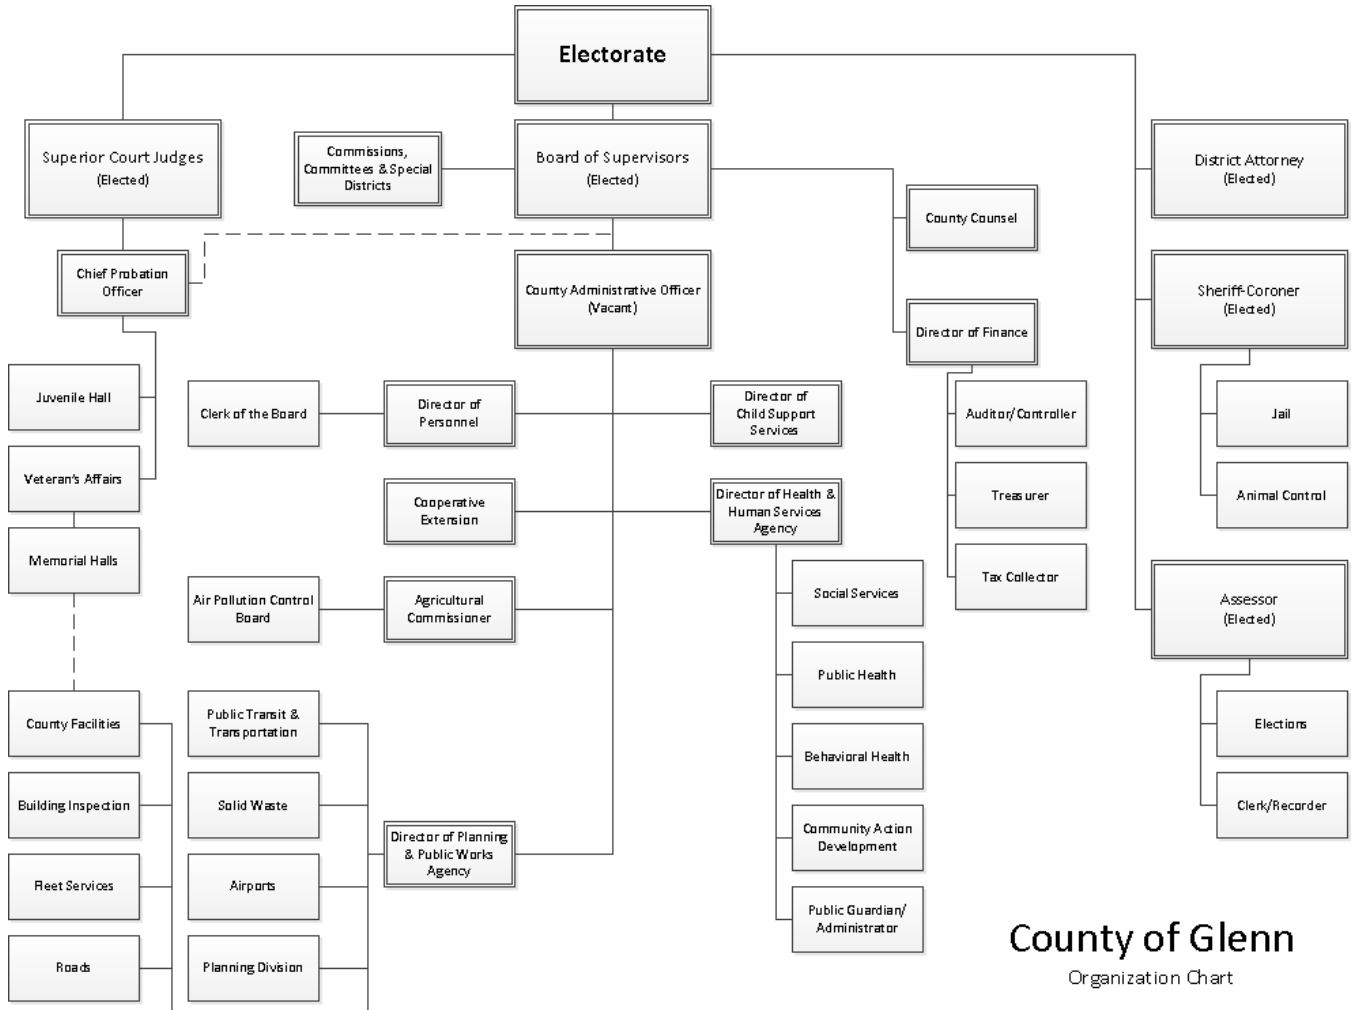 Electorate
Superior Court Judges
(Elected)
Commissions,
Committees & Special
Districts
Board of Supervisors
(Elected)
District Attorney
(Elected)
County Counsel
Chief Probation
Officer
County Administrative Officer
(Vacant)
Sheriff-Coroner
(Elected)
Director of Finance
Juvenile Hall
Clerk of the Board
Director of
Personnel
Director of
Child Support
Services
Auditor/Controller
Jail
Veteran's Affairs
Cooperative
Extension
Director of Health &
Human Services
Agency
Treasurer
Animal Control
Memorial Halls
Air Pollution Control
Board
Agricultural
Commissioner
Social Services
Tax Collector
Assessor
(Elected)
Public Health
County Facilities
Public Transit &
Transportation
Behavioral Health
Elections
Building Inspection
Solid Waste
Director of Planning
& Public Works
Agency
Community Action
Development
Clerk/Recorder
Fleet Services
Airports
Public Guardian/
Administrator
Roads
Planning Division
County of Glenn
Organization Chart